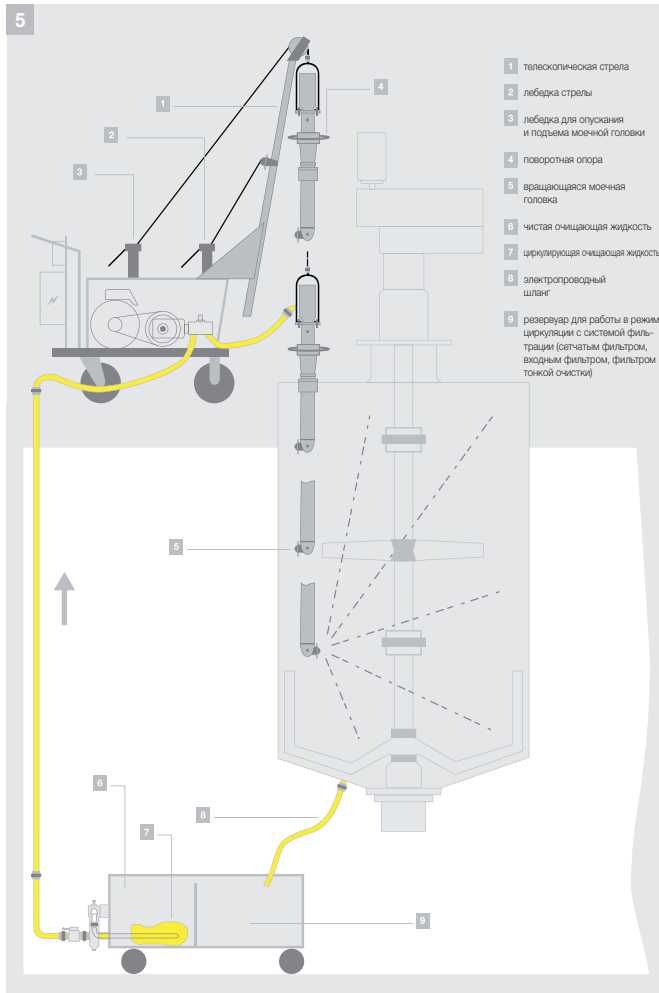 5
1 телескопическая стрела
2 лебедка стрелы
3 лебедка для опускания
и подъема моечной головки
4 поворотная опора
5 вращающаяся моечная
головка
6 чистая очищающая жидкость
7 циркулирующая очищающая жидкость
8 электропроводный
шланг
9 резервуар для работы в режим
циркуляции с системой филь-
трации (сетчатым фильтром,
входным фильтром, фильтром
тонкой очистки)
4
1
2
3
5
6
8
7
9